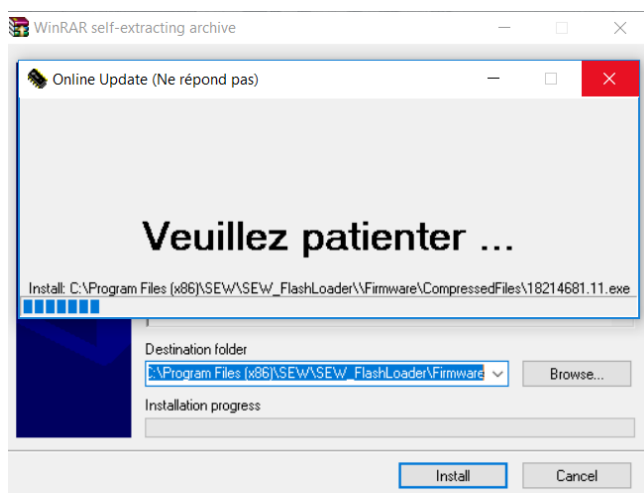 WinRAR self-extracting archive
Online Update (Ne répond pas)
Veuillez patienter ...
Install: C:\Program Files (x86)\SEW\SEW_FlashLoader\\Firmware\CompressedFiles\18214681.11.exe
Destination folder
C:\Program Files (x86)\SEW\SEW_FlashLoader\Firmware
Browse...
Installation progress
Install
Cancel